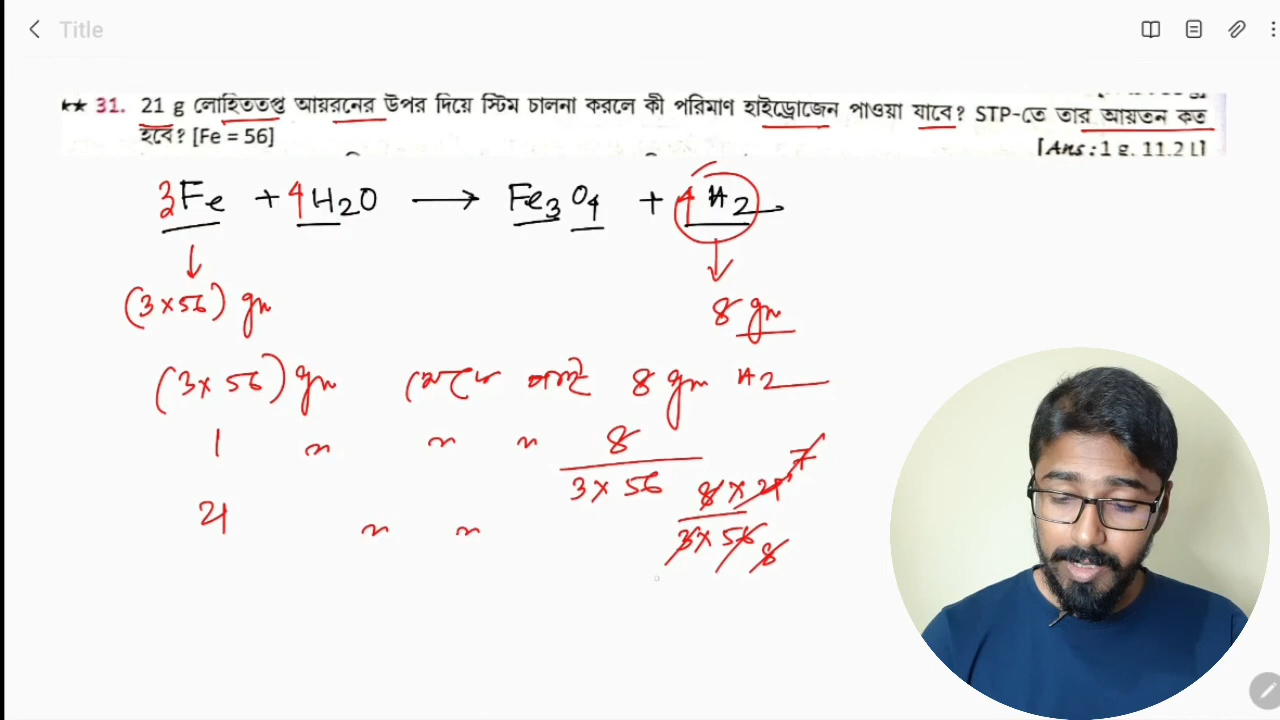 Title
★★ 31. 21 g লোহিততপ্ত আয়রনের উপর দিয়ে স্টিম চালনা করলে কী পরিমাণ হাইড্রোজেন পাওয়া যাবে? STP-তে তার আয়তন কত
হবে? [Fe = 56] [Ans : 1 g, 11.2 L]
3Fe + 4H2O ⟶ Fe3O4 + 4H2
(3×56) gm 8 gm
(3×56) gm থেকে পাই 8 gm H2
1 " " " 8/(3×56)
21 " " (8×21)/(3×56) 7 8